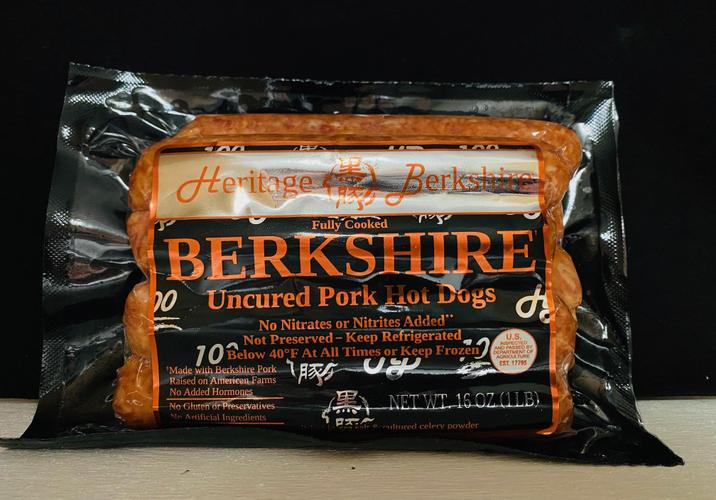 Heritage 黒豚 Berkshire
Fully Cooked
BERKSHIRE
Uncured Pork Hot Dogs
No Nitrates or Nitrites Added**
Not Preserved – Keep Refrigerated
Below 40°F At All Times or Keep Frozen
U.S.
INSPECTED
AND PASSED BY
DEPARTMENT OF
AGRICULTURE
EST. 17795
Made with Berkshire Pork
Raised on American Farms
No Added Hormones
No Gluten or Preservatives
No Artificial Ingredients
黒豚
NET WT. 16 OZ (1 LB)
salt & cultured celery powder